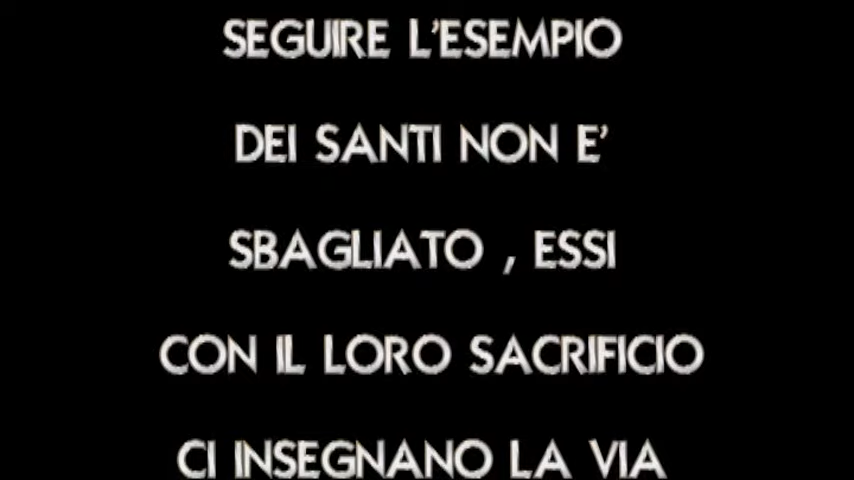 SEGUIRE L'ESEMPIO
DEI SANTI NON E'
SBAGLIATO , ESSI
CON IL LORO SACRIFICIO
CI INSEGNANO LA VIA